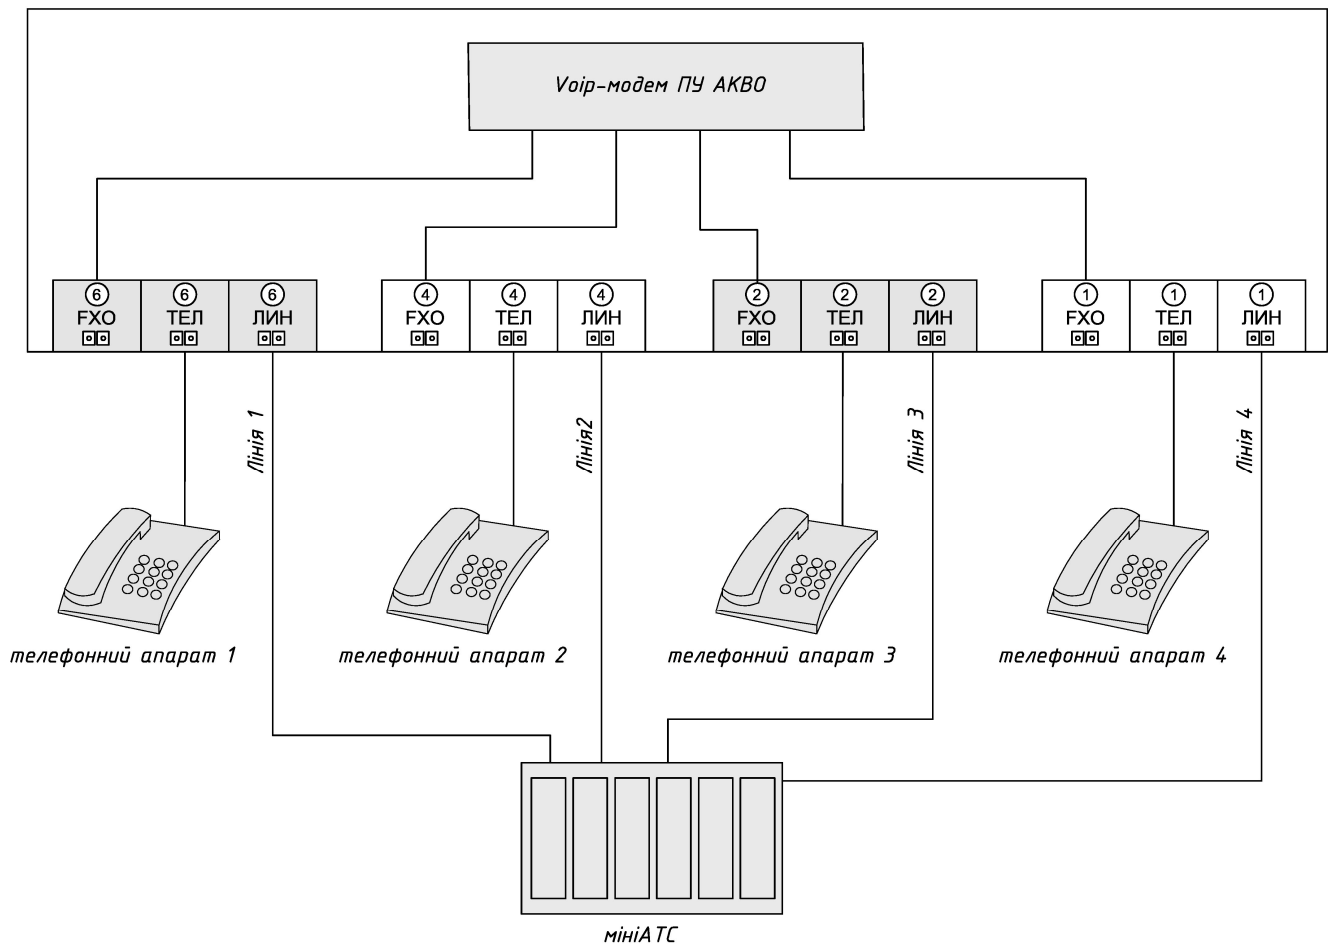 Voip-модем ПУ АКВО
6 6 6 4 4 4 2 2 2 1 1 1
FXO ТЕЛ ЛИН FXO ТЕЛ ЛИН FXO ТЕЛ ЛИН FXO ТЕЛ ЛИН
Лінія 1
Лінія2
Лінія 3
Лінія 4
телефонний апарат 1
телефонний апарат 2
телефонний апарат 3
телефонний апарат 4
мініАТС